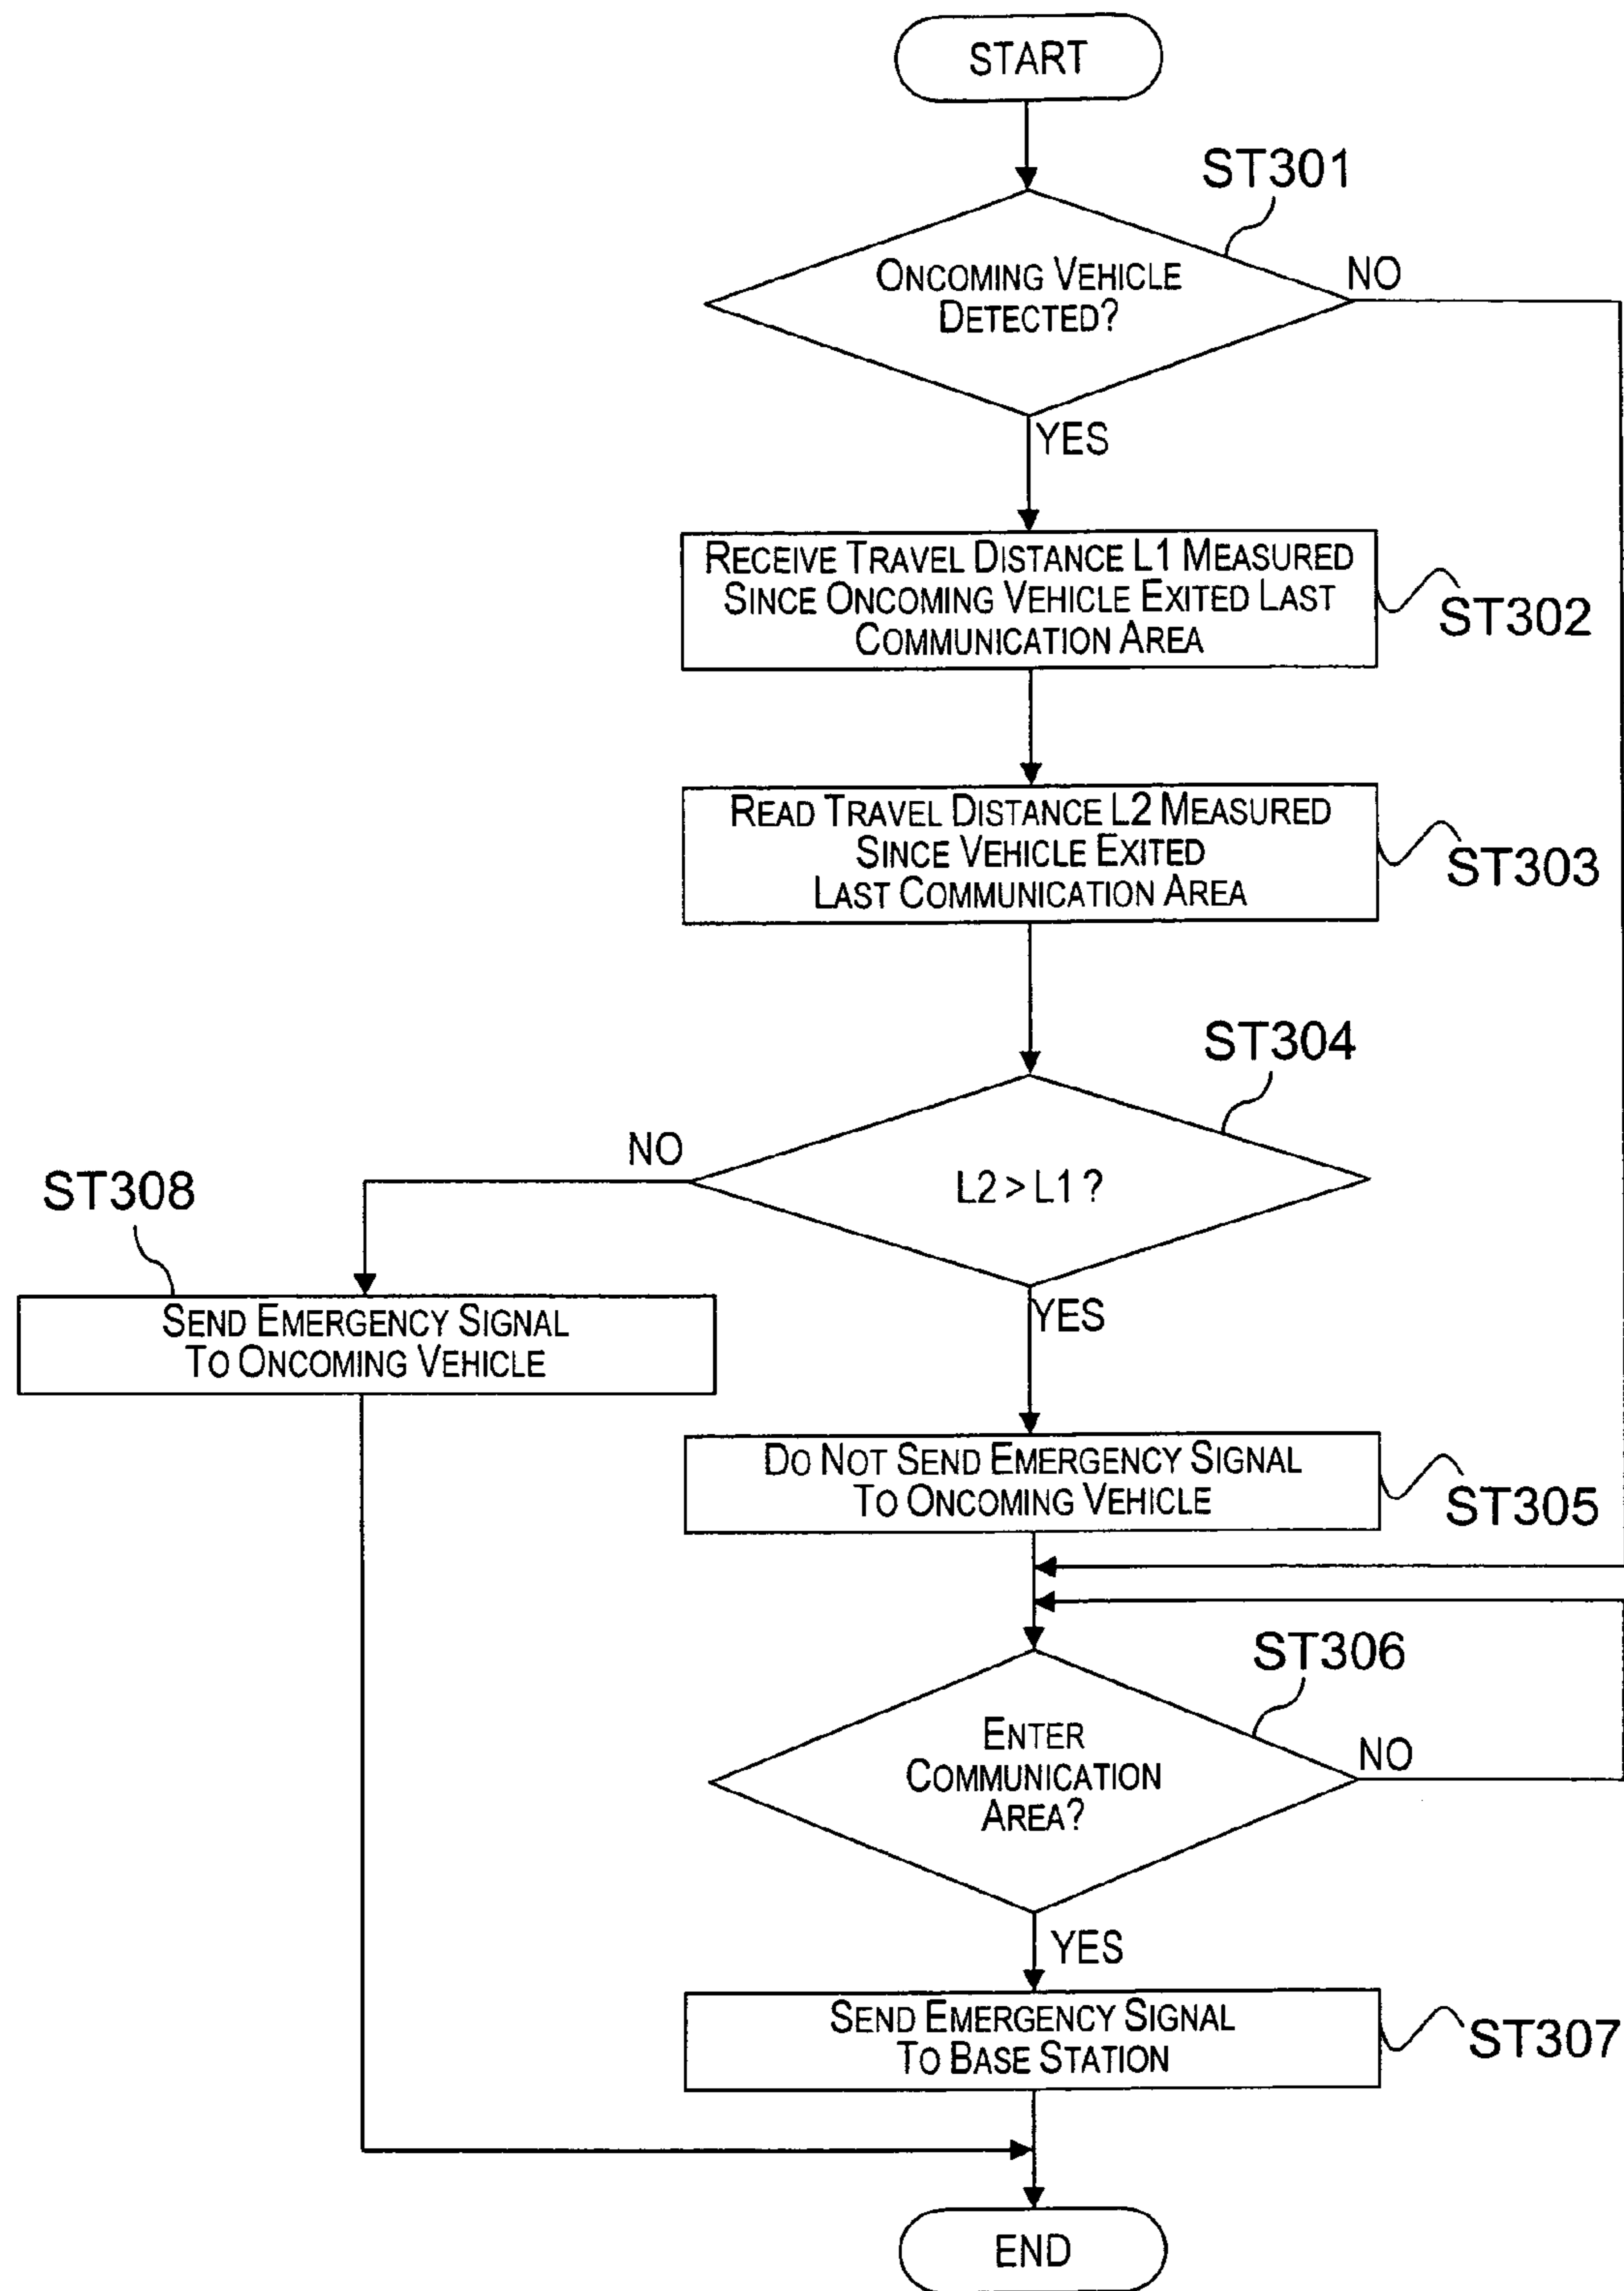 START
ST301
ONCOMING VEHICLE
DETECTED?
NO
YES
RECEIVE TRAVEL DISTANCE L1 MEASURED
SINCE ONCOMING VEHICLE EXITED LAST
COMMUNICATION AREA
ST302
READ TRAVEL DISTANCE L2 MEASURED
SINCE VEHICLE EXITED
LAST COMMUNICATION AREA
ST303
ST304
L2 > L1 ?
NO
YES
ST308
SEND EMERGENCY SIGNAL
TO ONCOMING VEHICLE
DO NOT SEND EMERGENCY SIGNAL
TO ONCOMING VEHICLE
ST305
ST306
ENTER
COMMUNICATION
AREA?
NO
YES
SEND EMERGENCY SIGNAL
TO BASE STATION
ST307
END